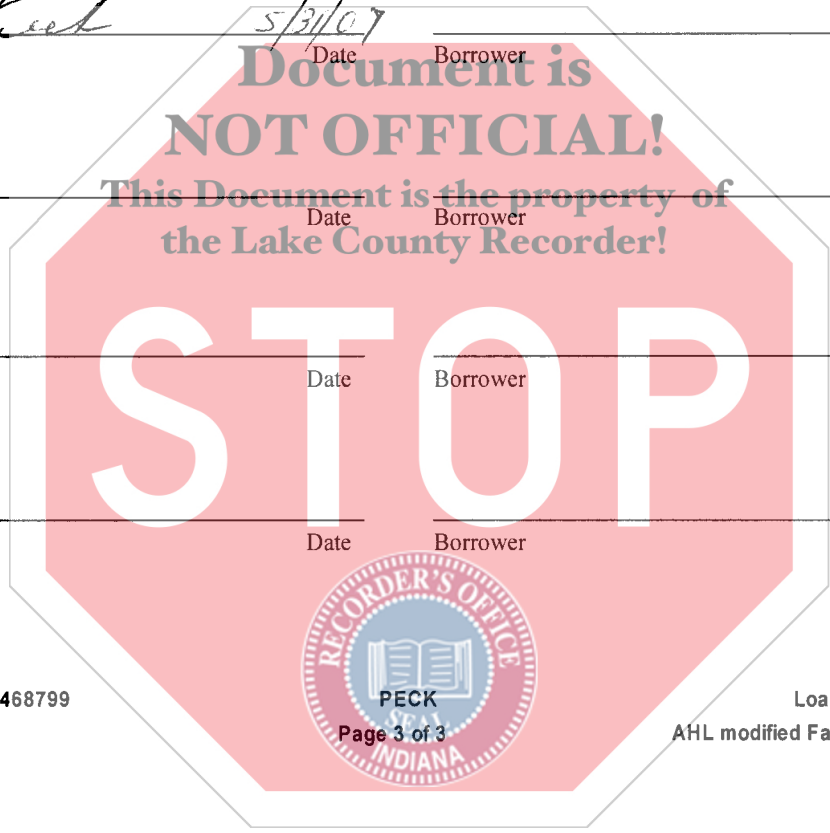 5/31/07
Date Borrower
Document is
NOT OFFICIAL!
This Document is the property of
the Lake County Recorder!
Date Borrower
STOP
Date Borrower
Date Borrower
RECORDER'S OFFICE
SEAL
INDIANA
468799 PECK Loa
Page 3 of 3 AHL modified Fa